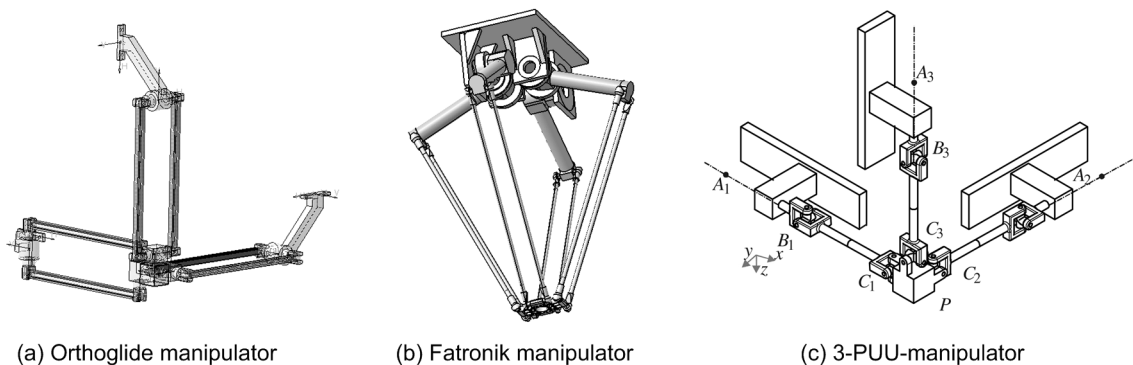 A3
B3
A1
A2
B1
C3
y x
z
C1
C2
P
(a) Orthoglide manipulator
(b) Fatronik manipulator
(c) 3-PUU-manipulator